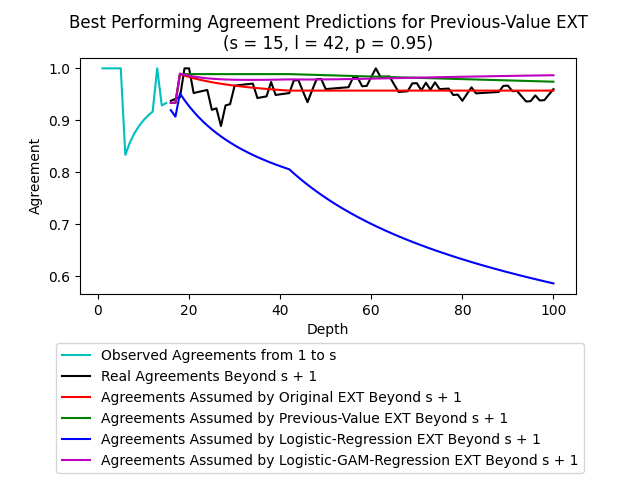 Best Performing Agreement Predictions for Previous-Value EXT
(s = 15, l = 42, p = 0.95)
1.0
0.9
0.8
0.7
0.6
Agreement
0 20 40 60 80 100
Depth
Observed Agreements from 1 to s
Real Agreements Beyond s + 1
Agreements Assumed by Original EXT Beyond s + 1
Agreements Assumed by Previous-Value EXT Beyond s + 1
Agreements Assumed by Logistic-Regression EXT Beyond s + 1
Agreements Assumed by Logistic-GAM-Regression EXT Beyond s + 1